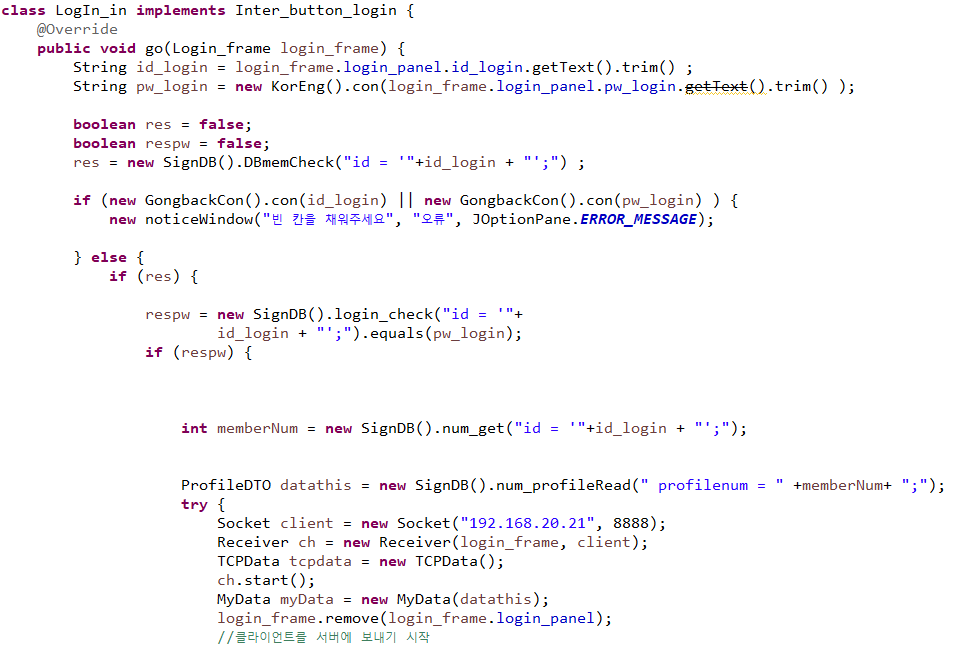 class LogIn_in implements Inter_button_login {
@Override
public void go(Login_frame login_frame) {
String id_login = login_frame.login_panel.id_login.getText().trim() ;
String pw_login = new KorEng().con(login_frame.login_panel.pw_login.getText().trim() );
boolean res = false;
boolean respw = false;
res = new SignDB().DBmemCheck("id = '"+id_login + "';") ;
if (new GongbackCon().con(id_login) || new GongbackCon().con(pw_login) ) {
new noticeWindow("빈 칸을 채워주세요", "오류", JOptionPane.ERROR_MESSAGE);
} else {
if (res) {
respw = new SignDB().login_check("id = '"+
id_login + "';").equals(pw_login);
if (respw) {
int memberNum = new SignDB().num_get("id = '"+id_login + "';");
ProfileDTO datathis = new SignDB().num_profileRead(" profilenum = " +memberNum+ ";");
try {
Socket client = new Socket("192.168.20.21", 8888);
Receiver ch = new Receiver(login_frame, client);
TCPData tcpdata = new TCPData();
ch.start();
MyData myData = new MyData(datathis);
login_frame.remove(login_frame.login_panel);
//클라이언트를 서버에 보내기 시작